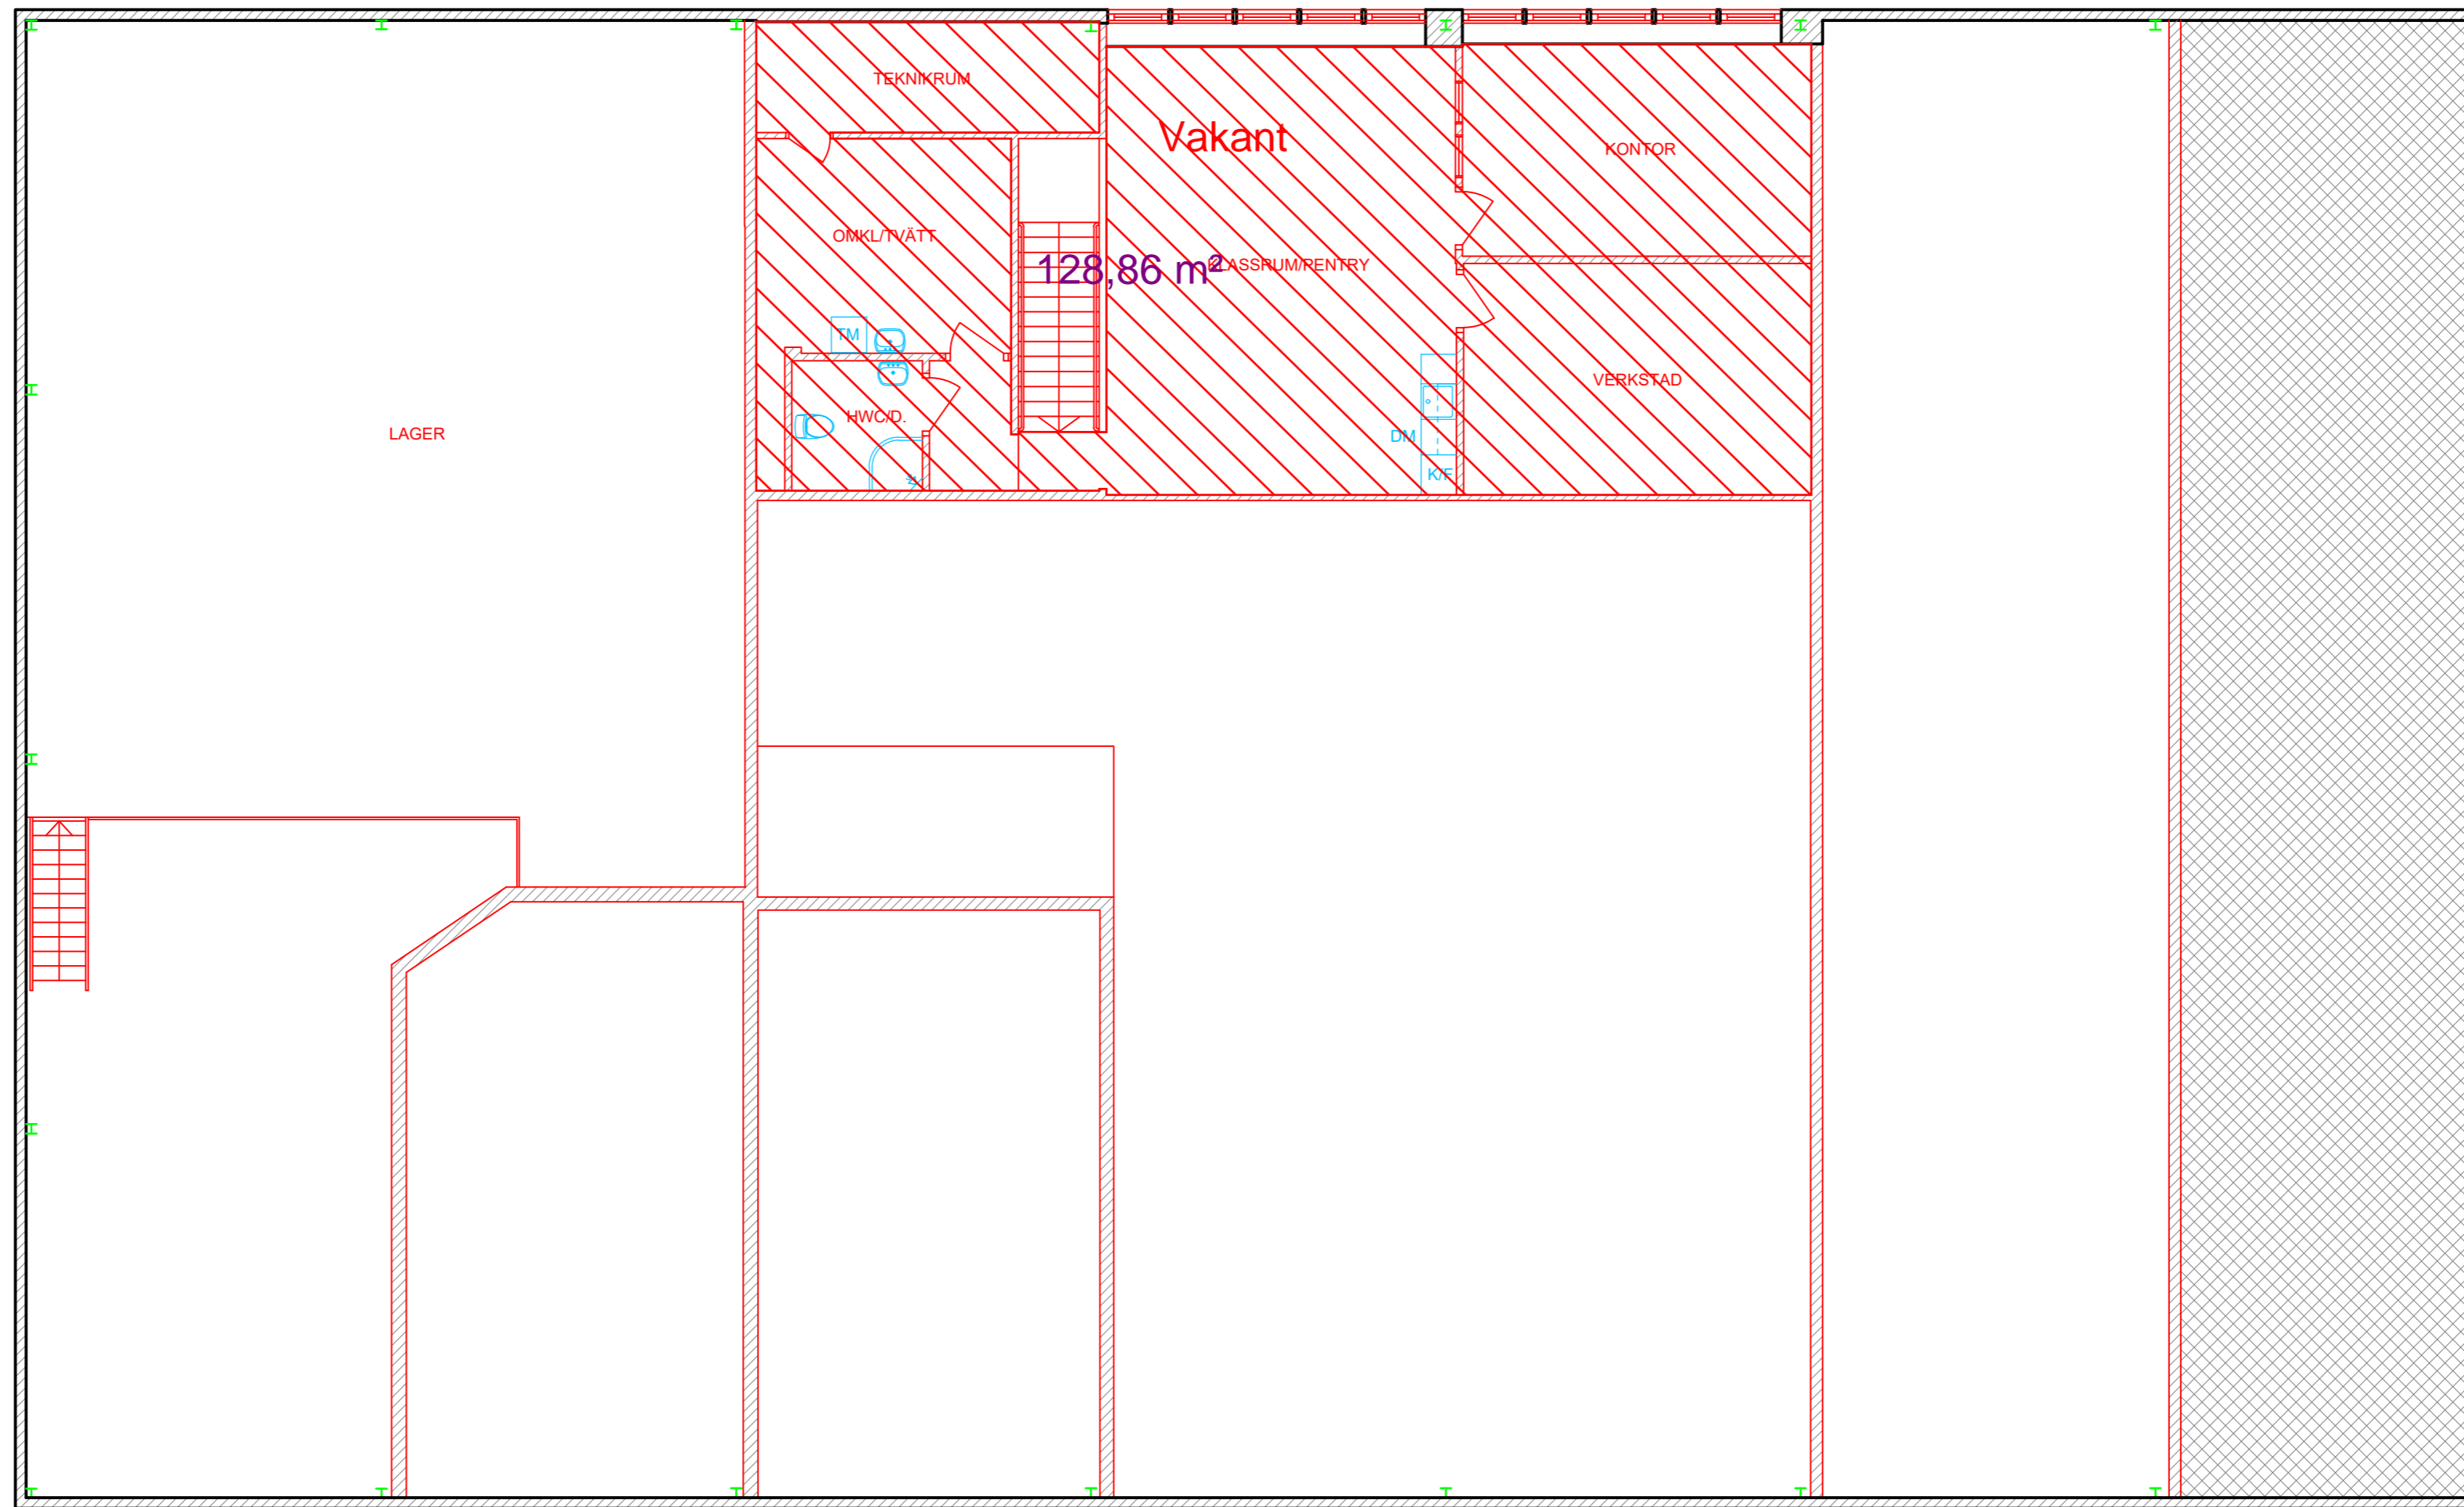 TEKNIKRUM
Vakant
KONTOR
OMKL/TVÄTT
128,86 m²
KLASSRUM/PENTRY
TM
VERKSTAD
HWC/D.
LAGER
DM
K/F